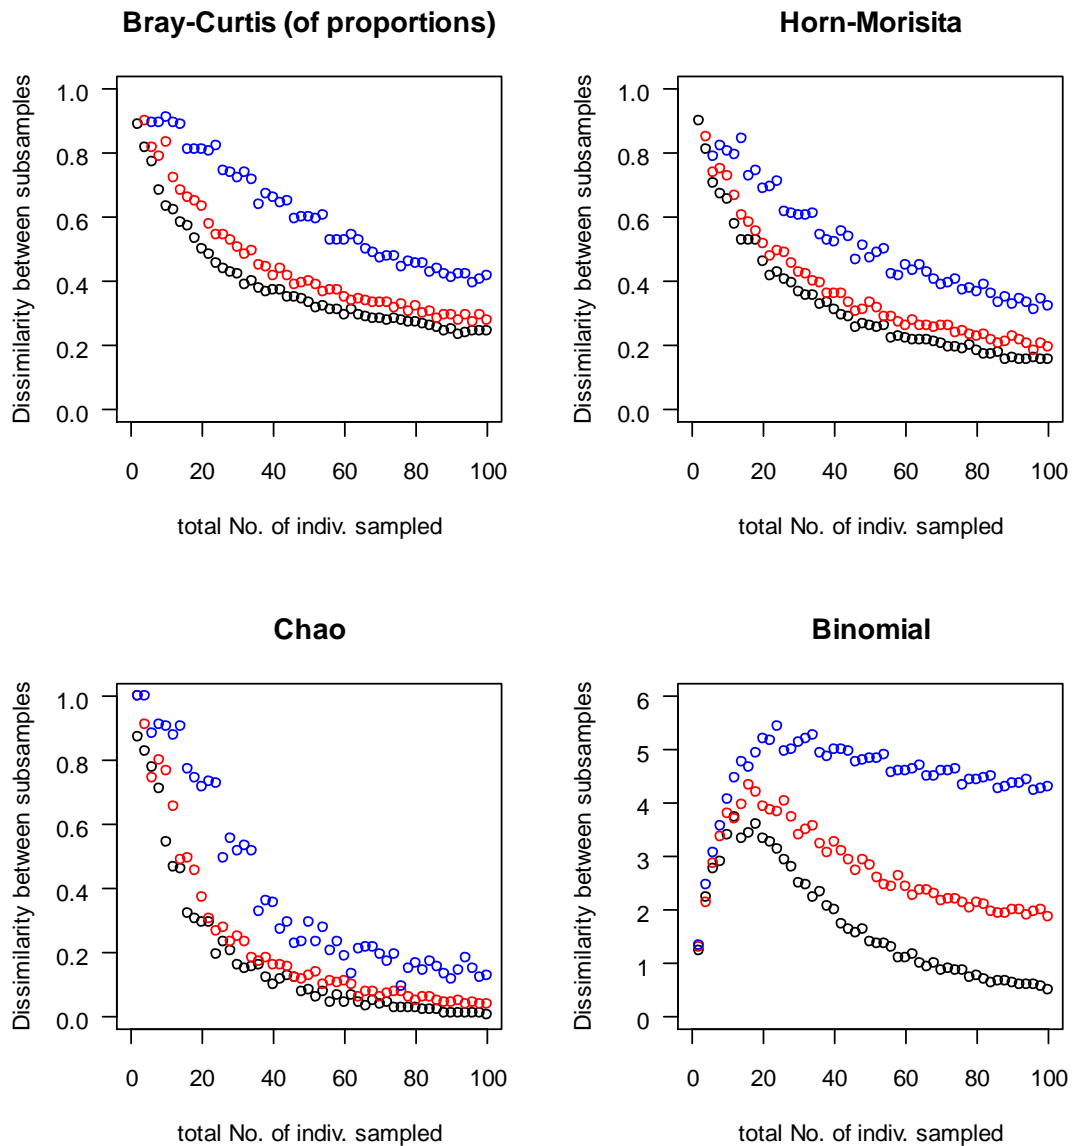 Bray-Curtis (of proportions)
Dissimilarity between subsamples
1.0
0.8
0.6
0.4
0.2
0.0
0 20 40 60 80 100
total No. of indiv. sampled
Horn-Morisita
Dissimilarity between subsamples
1.0
0.8
0.6
0.4
0.2
0.0
0 20 40 60 80 100
total No. of indiv. sampled
Chao
Dissimilarity between subsamples
1.0
0.8
0.6
0.4
0.2
0.0
0 20 40 60 80 100
total No. of indiv. sampled
Binomial
Dissimilarity between subsamples
6
5
4
3
2
1
0
0 20 40 60 80 100
total No. of indiv. sampled